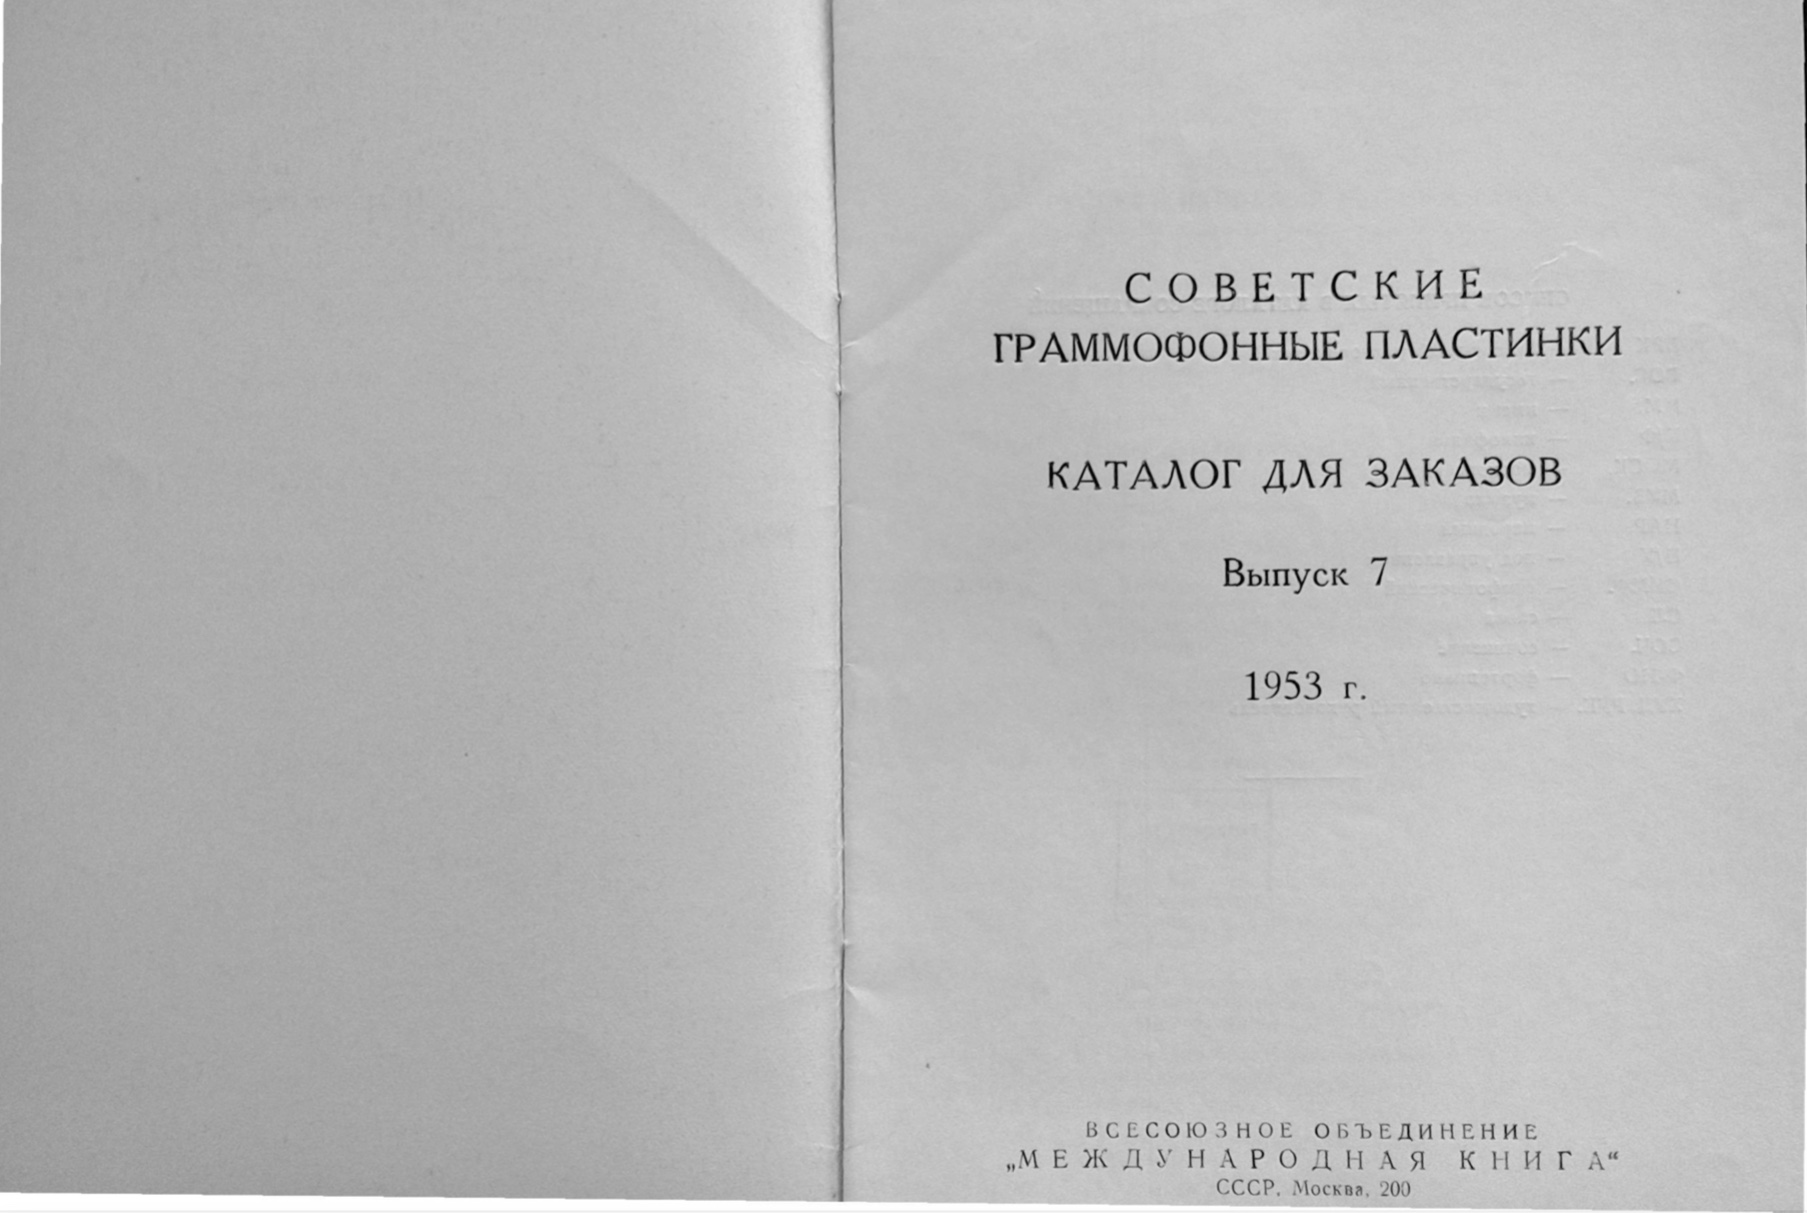 СОВЕТСКИЕ
ГРАММОФОННЫЕ ПЛАСТИНКИ
КАТАЛОГ ДЛЯ ЗАКАЗОВ
Выпуск 7
1953 г.
ВСЕСОЮЗНОЕ ОБЪЕДИНЕНИЕ
„МЕЖДУНАРОДНАЯ КНИГА“
СССР, Москва, 200